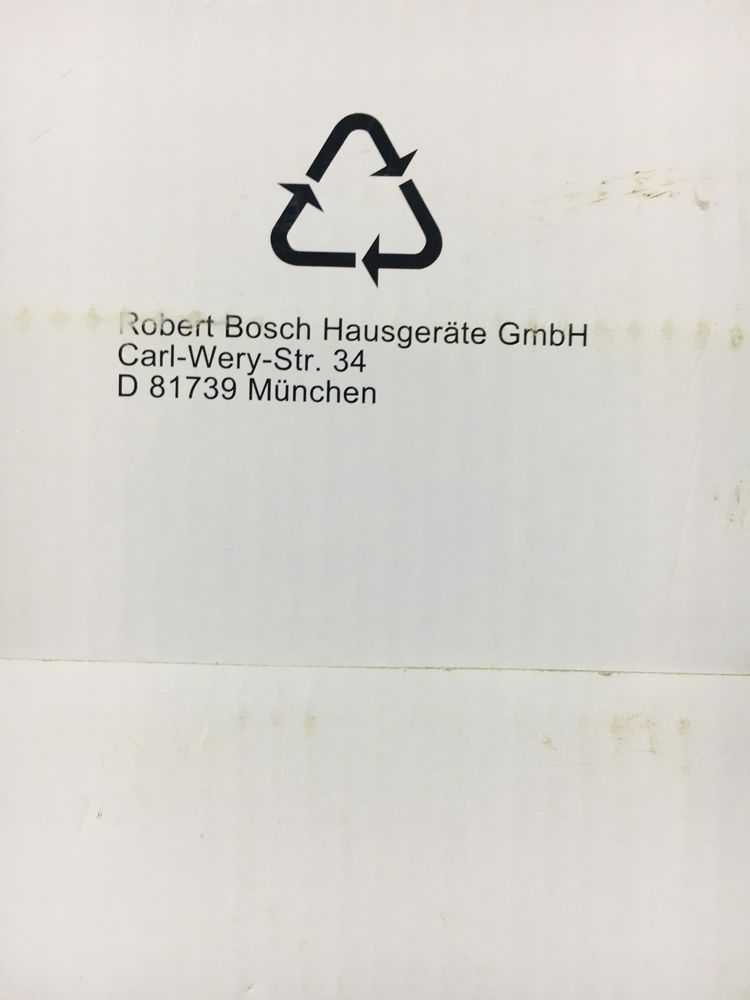 Robert Bosch Hausgeräte GmbH
Carl-Wery-Str. 34
D 81739 München